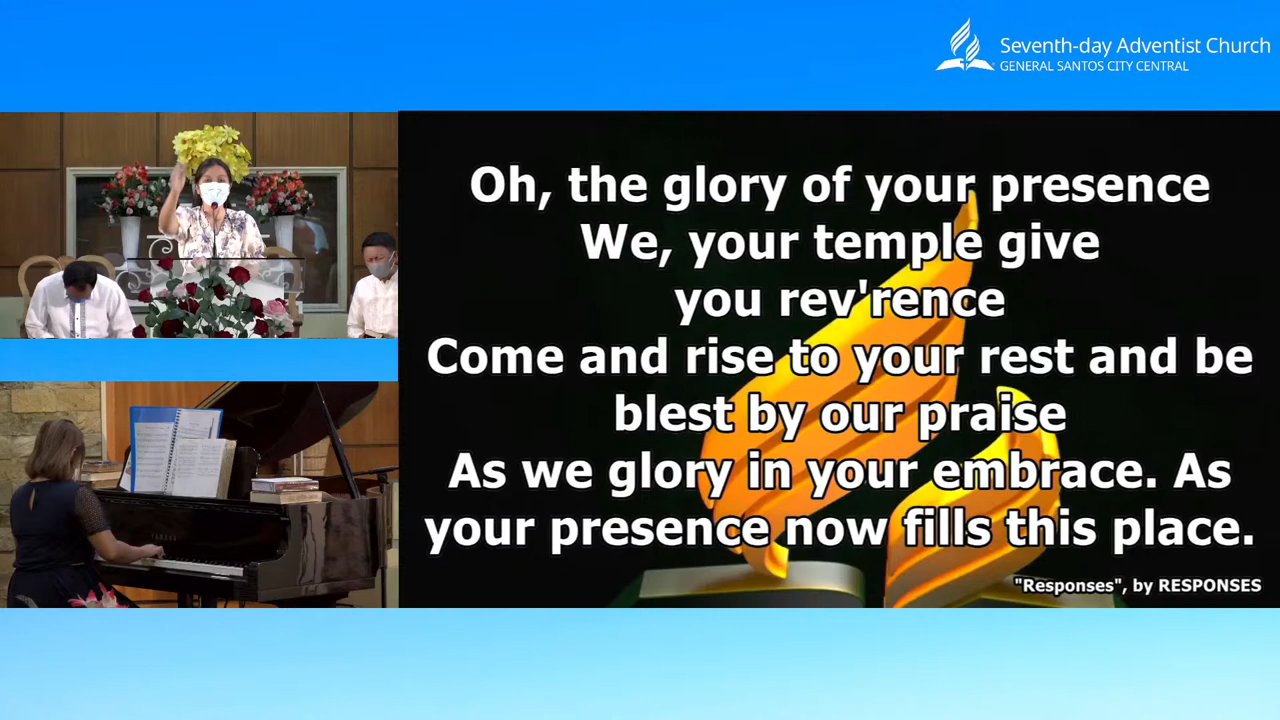 Seventh-day Adventist Church
GENERAL SANTOS CITY CENTRAL
Oh, the glory of your presence
We, your temple give
you rev'rence
Come and rise to your rest and be
blest by our praise
As we glory in your embrace. As
your presence now fills this place.
"Responses", by RESPONSES
YAMAHA